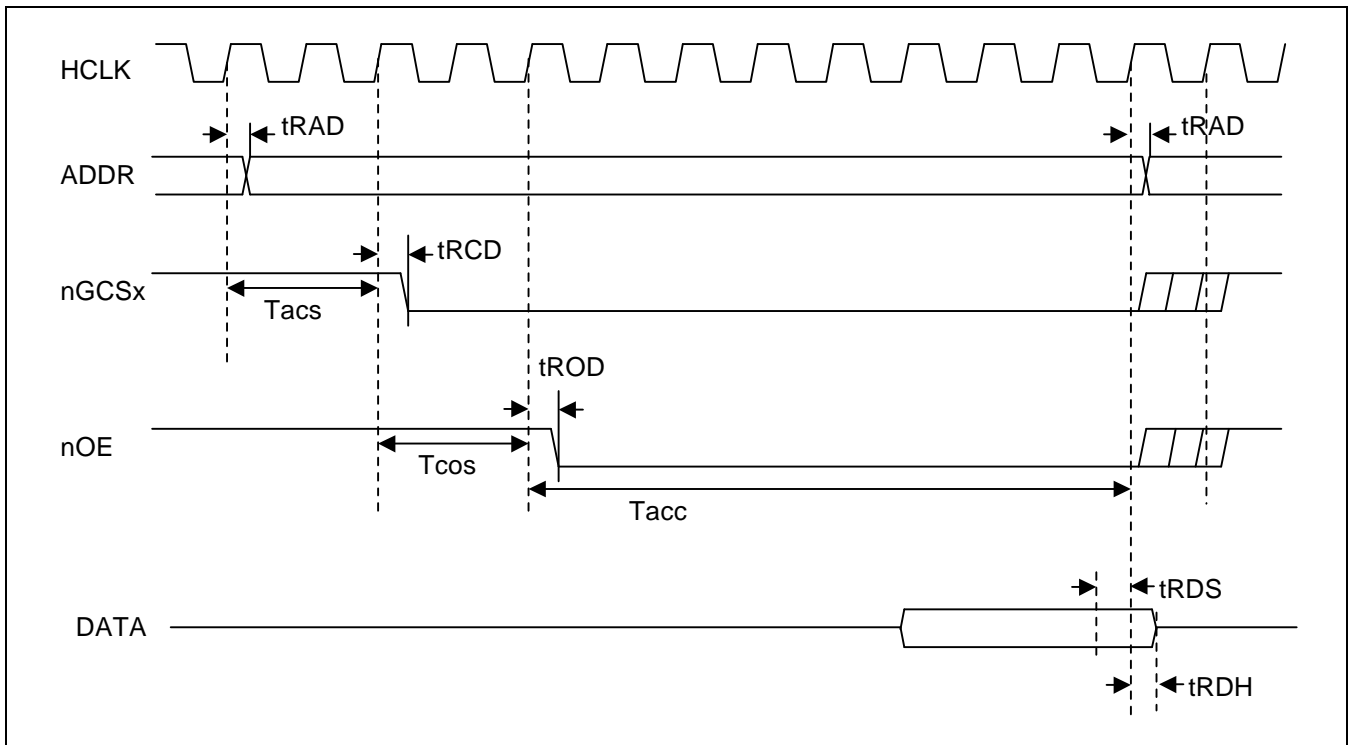 HCLK
tRAD
tRAD
ADDR
tRCD
nGCSx
Tacs
tROD
nOE
Tcos
Tacc
tRDS
DATA
tRDH